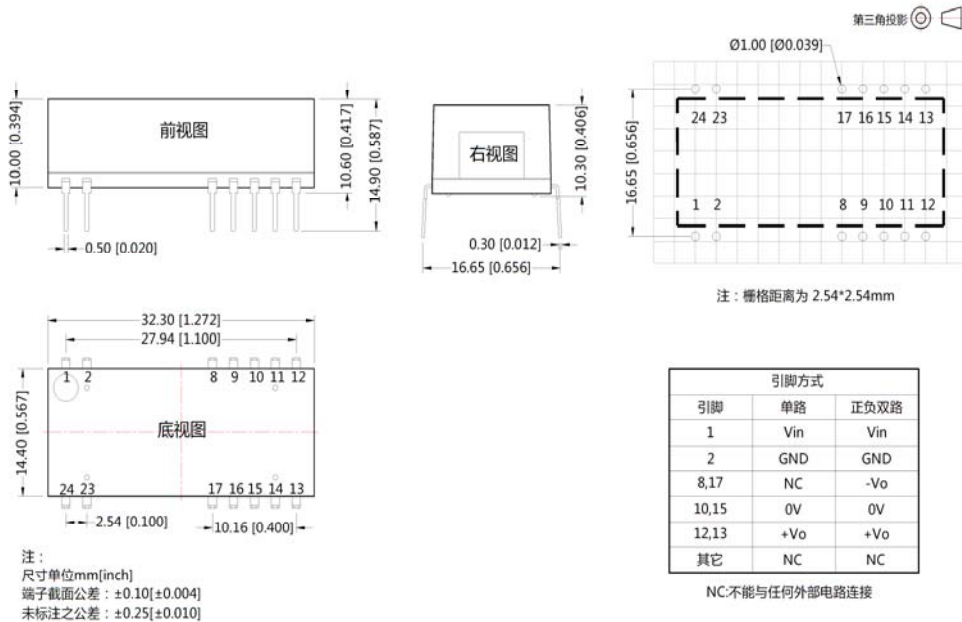 第三角投影
Ø1.00 [Ø0.039]
10.00 [0.394]
前视图
10.60 [0.417]
14.90 [0.587]
0.50 [0.020]
右视图
10.30 [0.406]
0.30 [0.012]
16.65 [0.656]
16.65 [0.656]
24 23 17 16 15 14 13
1 2 8 9 10 11 12
注：栅格距离为 2.54*2.54mm
32.30 [1.272]
27.94 [1.100]
1 2 8 9 10 11 12
14.40 [0.567]
底视图
24 23 17 16 15 14 13
2.54 [0.100]
10.16 [0.400]
注：
尺寸单位mm[inch]
端子截面公差：±0.10[±0.004]
未标注之公差：±0.25[±0.010]
引脚方式
引脚 单路 正负双路
1 Vin Vin
2 GND GND
8,17 NC -Vo
10,15 0V 0V
12,13 +Vo +Vo
其它 NC NC
NC:不能与任何外部电路连接